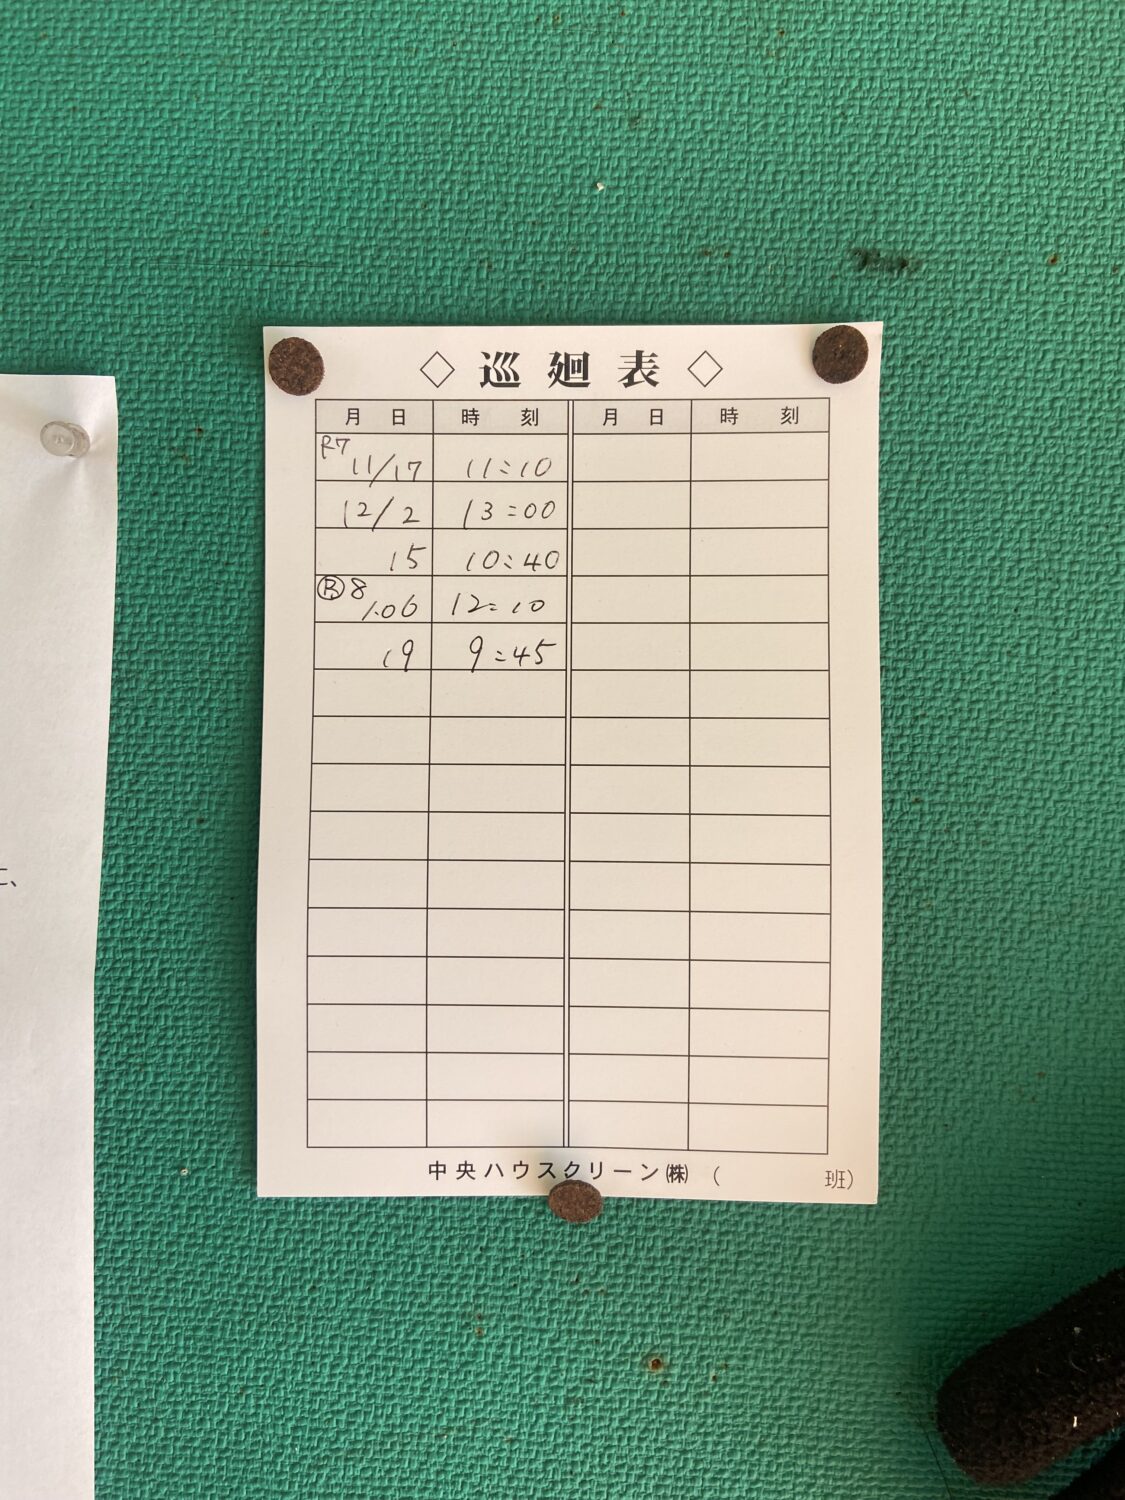 ◇ 巡廻表 ◇
月 日 時 刻 月 日 時 刻
R7
11/17 11:10
12/2 13:00
15 10:40
Ⓡ8
1.06 12:10
19 9:45
中央ハウスクリーン㈱ ( 班)
に、